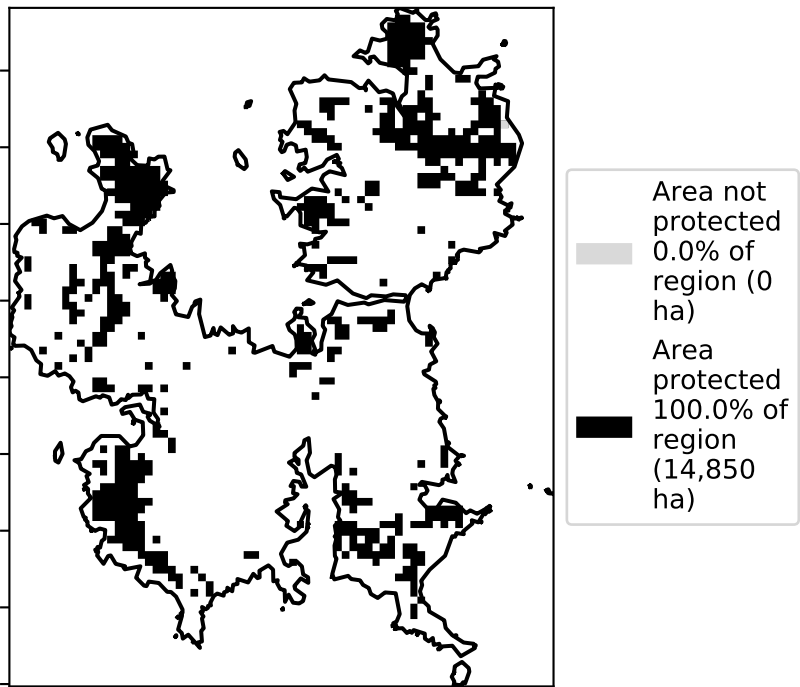 Area not
protected
0.0% of
region (0
ha)
Area
protected
100.0% of
region
(14,850
ha)